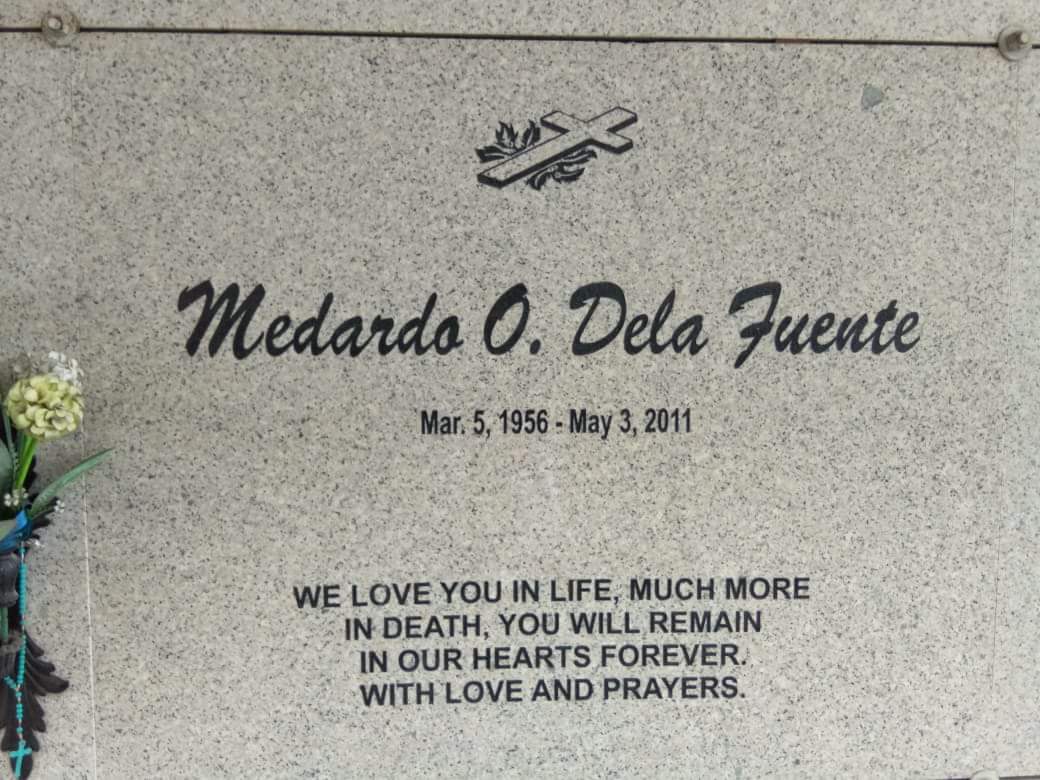 Medardo O. Dela Fuente
Mar. 5, 1956 - May 3, 2011
WE LOVE YOU IN LIFE, MUCH MORE
IN DEATH, YOU WILL REMAIN
IN OUR HEARTS FOREVER.
WITH LOVE AND PRAYERS.